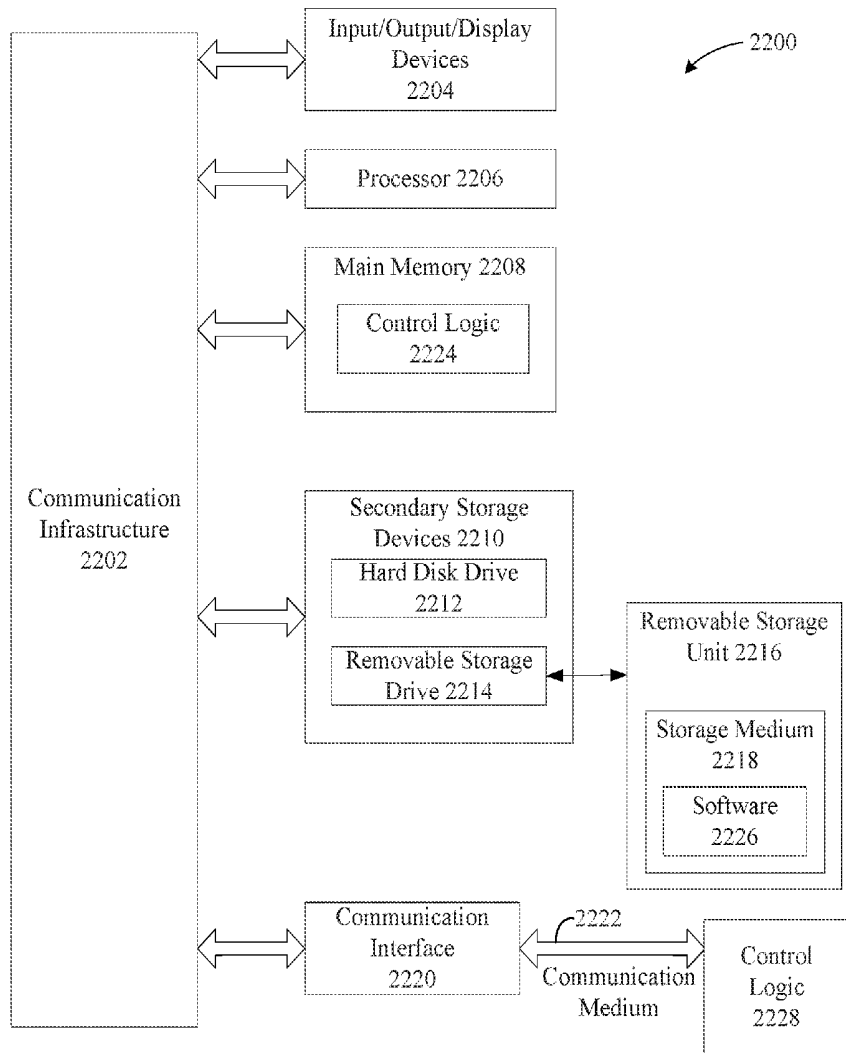 Input/Output/Display
Devices
2204
2200
Processor 2206
Main Memory 2208
Control Logic
2224
Communication
Infrastructure
2202
Secondary Storage
Devices 2210
Hard Disk Drive
2212
Removable Storage
Drive 2214
Removable Storage
Unit 2216
Storage Medium
2218
Software
2226
Communication
Interface
2220
2222
Communication
Medium
Control
Logic
2228